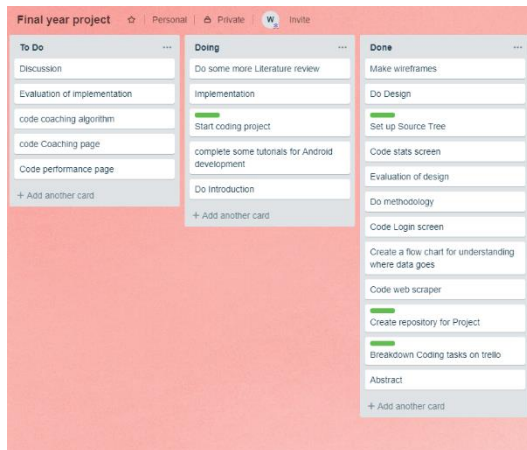 Final year project
Personal
Private
W
Invite
To Do
Discussion
Evaluation of implementation
code coaching algorithm
code Coaching page
Code performance page
+ Add another card
Doing
Do some more Literature review
Implementation
Start coding project
complete some tutorials for Android
development
Do Introduction
+ Add another card
Done
Make wireframes
Do Design
Set up Source Tree
Code stats screen
Evaluation of design
Do methodology
Code Login screen
Create a flow chart for understanding
where data goes
Code web scraper
Create repository for Project
Breakdown Coding tasks on trello
Abstract
+ Add another card